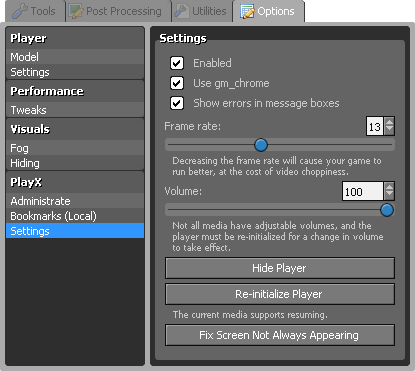 Tools Post Processing Utilities Options
Player
Model
Settings
Performance
Tweaks
Visuals
Fog
Hiding
PlayX
Administrate
Bookmarks (Local)
Settings
Settings
Enabled
Use gm_chrome
Show errors in message boxes
Frame rate: 13
Decreasing the frame rate will cause your game to
run better, at the cost of video choppiness.
Volume: 100
Not all media have adjustable volumes, and the
player must be re-initialized for a change in volume
to take effect.
Hide Player
Re-initialize Player
The current media supports resuming.
Fix Screen Not Always Appearing